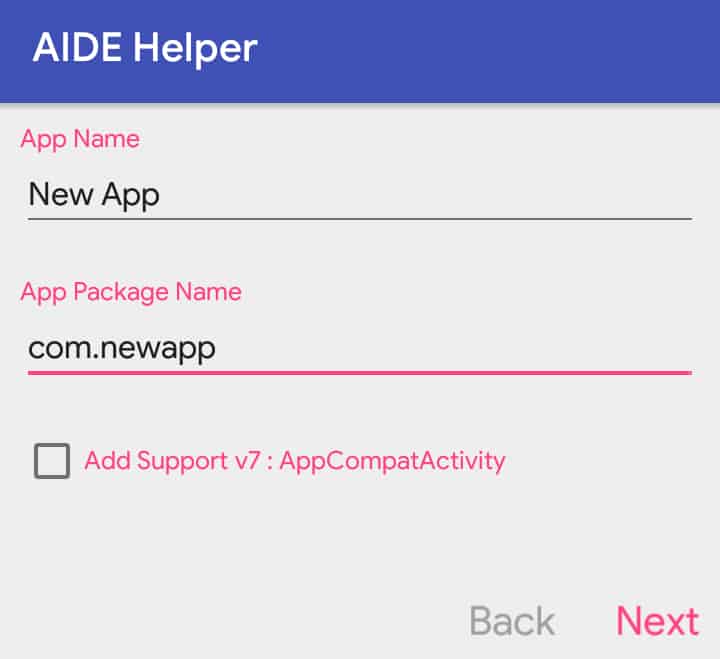 AIDE Helper
App Name
New App
App Package Name
com.newapp
Add Support v7 : AppCompatActivity
Back Next